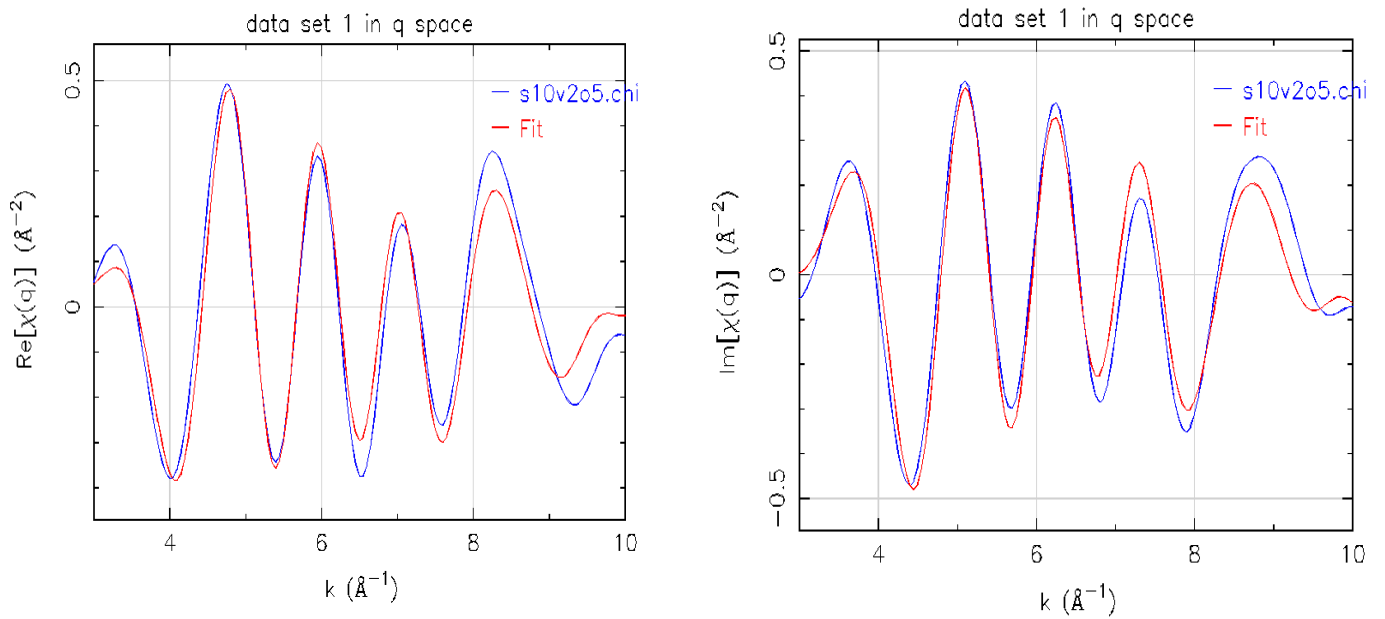 data set 1 in q space
0.5
0
Re[χ(q)] (Å⁻²)
s10v2o5.chi
Fit
4
6
8
10
k (Å⁻¹)
data set 1 in q space
0.5
0
−0.5
Im[χ(q)] (Å⁻²)
s10v2o5.chi
Fit
4
6
8
10
k (Å⁻¹)